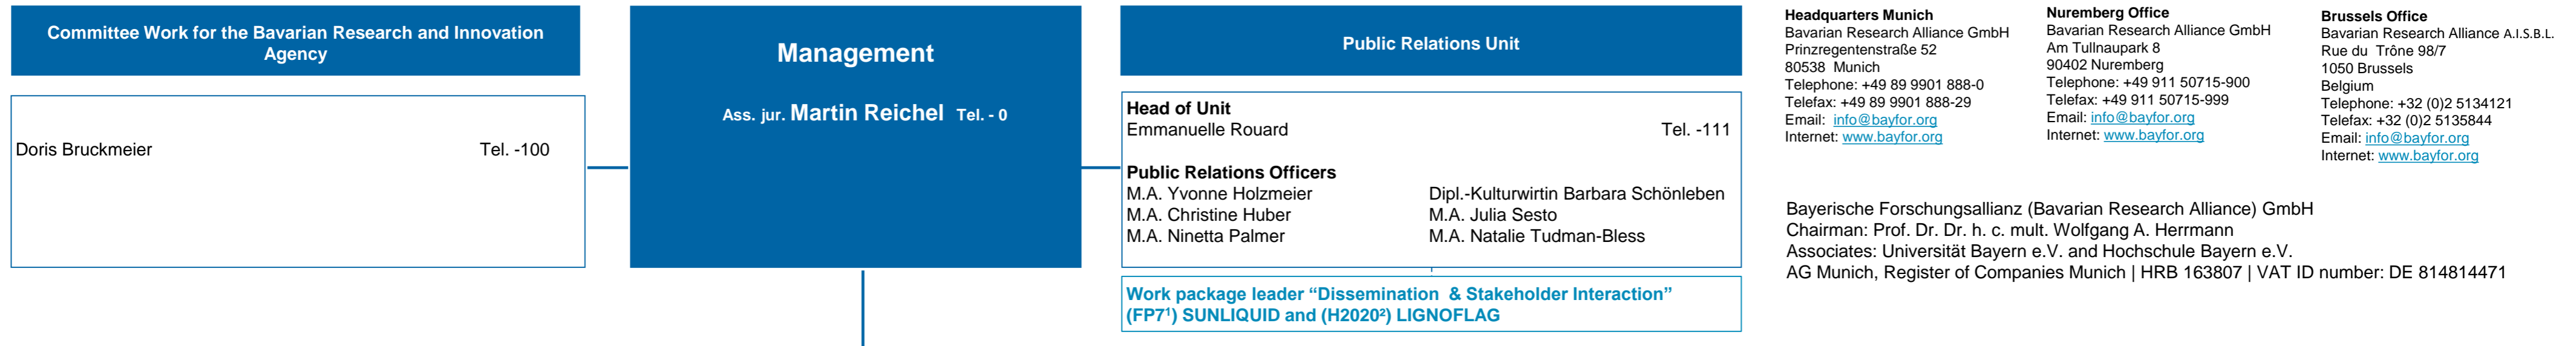 Committee Work for the Bavarian Research and Innovation
Agency
Doris Bruckmeier Tel. -100
Management
Ass. jur. Martin Reichel Tel. - 0
Public Relations Unit
Head of Unit
Emmanuelle Rouard Tel. -111
Public Relations Officers
M.A. Yvonne Holzmeier Dipl.-Kulturwirtin Barbara Schönleben
M.A. Christine Huber M.A. Julia Sesto
M.A. Ninetta Palmer M.A. Natalie Tudman-Bless
Work package leader “Dissemination & Stakeholder Interaction”
(FP7¹) SUNLIQUID and (H2020²) LIGNOFLAG
Headquarters Munich
Bavarian Research Alliance GmbH
Prinzregentenstraße 52
80538 Munich
Telephone: +49 89 9901 888-0
Telefax: +49 89 9901 888-29
Email: info@bayfor.org
Internet: www.bayfor.org
Nuremberg Office
Bavarian Research Alliance GmbH
Am Tullnaupark 8
90402 Nuremberg
Telephone: +49 911 50715-900
Telefax: +49 911 50715-999
Email: info@bayfor.org
Internet: www.bayfor.org
Brussels Office
Bavarian Research Alliance A.I.S.B.L.
Rue du Trône 98/7
1050 Brussels
Belgium
Telephone: +32 (0)2 5134121
Telefax: +32 (0)2 5135844
Email: info@bayfor.org
Internet: www.bayfor.org
Bayerische Forschungsallianz (Bavarian Research Alliance) GmbH
Chairman: Prof. Dr. Dr. h. c. mult. Wolfgang A. Herrmann
Associates: Universität Bayern e.V. and Hochschule Bayern e.V.
AG Munich, Register of Companies Munich | HRB 163807 | VAT ID number: DE 814814471